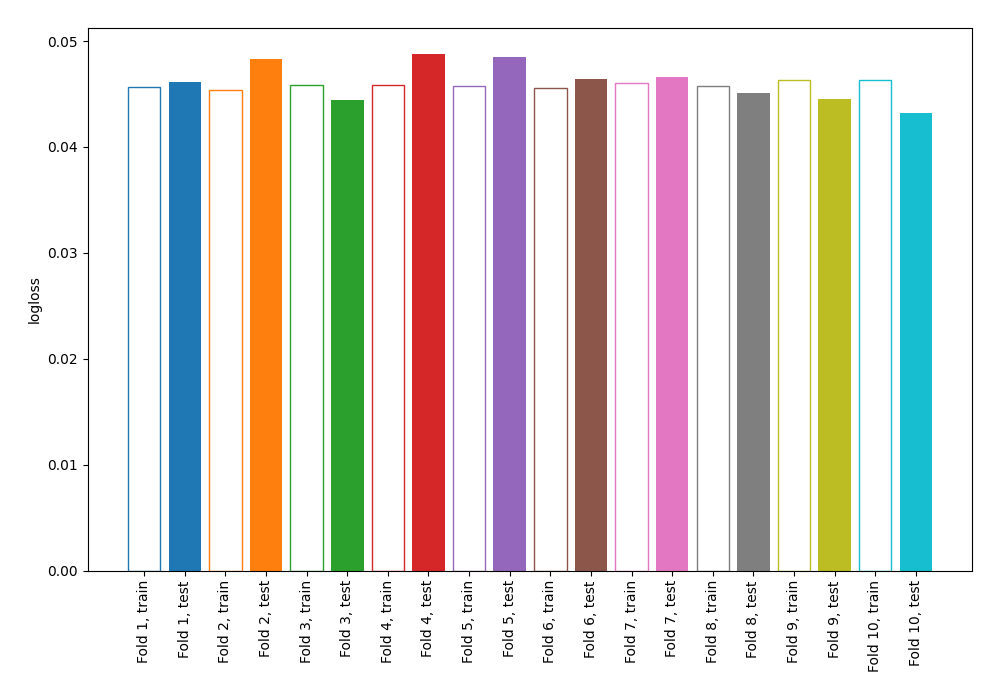 0.05
0.04
0.03
0.02
0.01
0.00
logloss
Fold 1, train
Fold 1, test
Fold 2, train
Fold 2, test
Fold 3, train
Fold 3, test
Fold 4, train
Fold 4, test
Fold 5, train
Fold 5, test
Fold 6, train
Fold 6, test
Fold 7, train
Fold 7, test
Fold 8, train
Fold 8, test
Fold 9, train
Fold 9, test
Fold 10, train
Fold 10, test